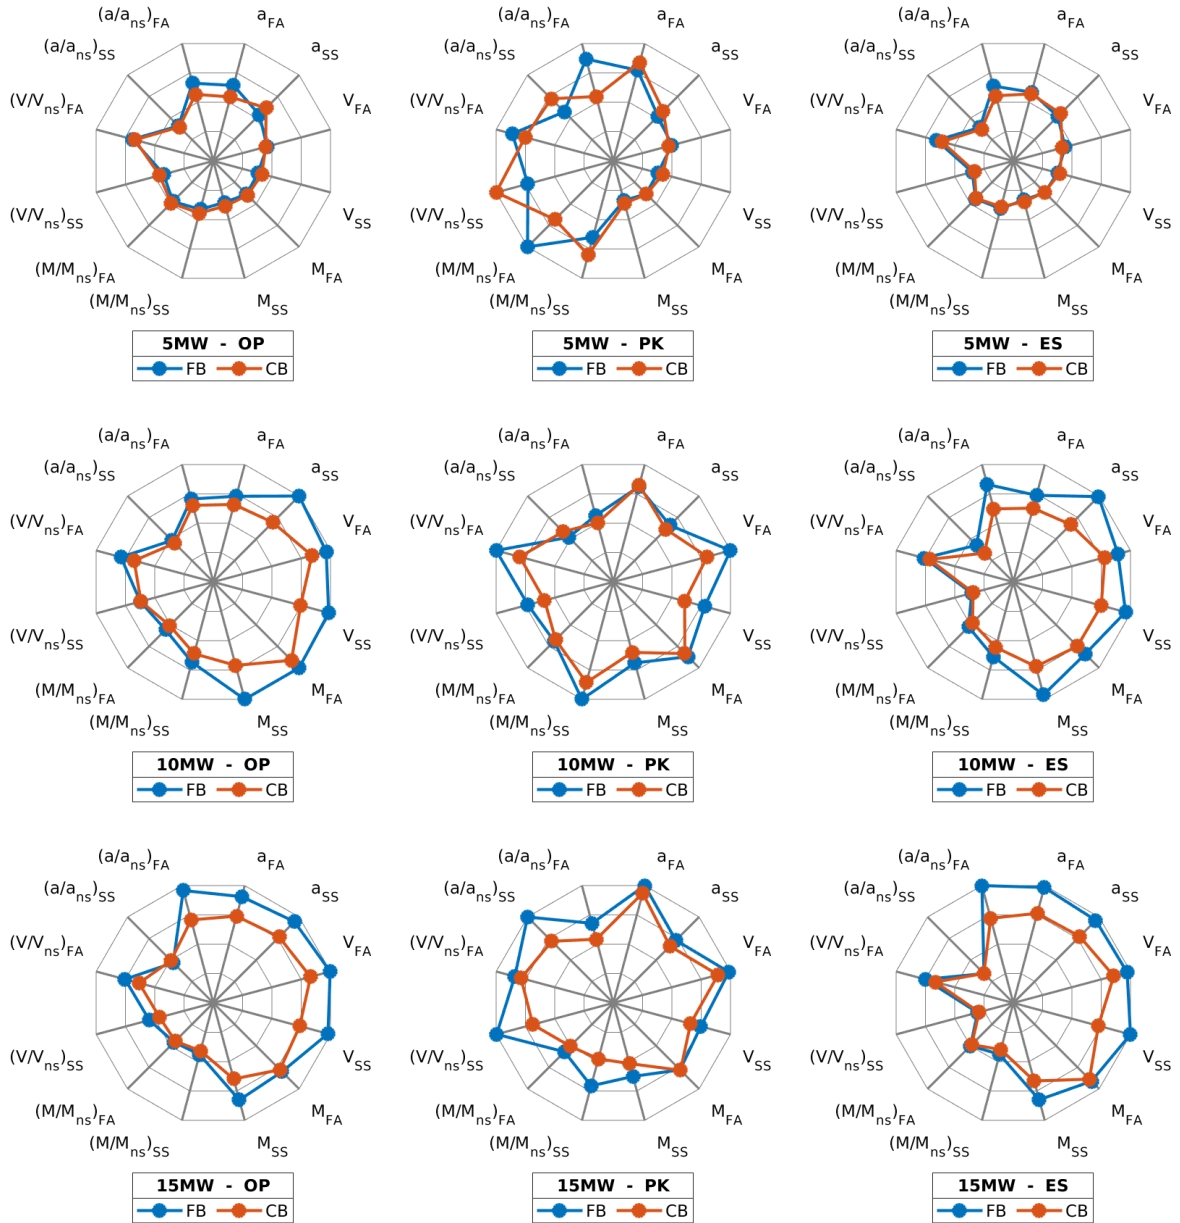 (a/a_ns)_FA a_FA (a/a_ns)_FA a_FA (a/a_ns)_FA a_FA
(a/a_ns)_SS a_SS (a/a_ns)_SS a_SS (a/a_ns)_SS a_SS
(V/V_ns)_FA V_FA (V/V_ns)_FA V_FA (V/V_ns)_FA V_FA
(V/V_ns)_SS V_SS (V/V_ns)_SS V_SS (V/V_ns)_SS V_SS
(M/M_ns)_FA M_FA (M/M_ns)_FA M_FA (M/M_ns)_FA M_FA
(M/M_ns)_SS M_SS (M/M_ns)_SS M_SS (M/M_ns)_SS M_SS
5MW - OP 5MW - PK 5MW - ES
FB CB FB CB FB CB
(a/a_ns)_FA a_FA (a/a_ns)_FA a_FA (a/a_ns)_FA a_FA
(a/a_ns)_SS a_SS (a/a_ns)_SS a_SS (a/a_ns)_SS a_SS
(V/V_ns)_FA V_FA (V/V_ns)_FA V_FA (V/V_ns)_FA V_FA
(V/V_ns)_SS V_SS (V/V_ns)_SS V_SS (V/V_ns)_SS V_SS
(M/M_ns)_FA M_FA (M/M_ns)_FA M_FA (M/M_ns)_FA M_FA
(M/M_ns)_SS M_SS (M/M_ns)_SS M_SS (M/M_ns)_SS M_SS
10MW - OP 10MW - PK 10MW - ES
FB CB FB CB FB CB
(a/a_ns)_FA a_FA (a/a_ns)_FA a_FA (a/a_ns)_FA a_FA
(a/a_ns)_SS a_SS (a/a_ns)_SS a_SS (a/a_ns)_SS a_SS
(V/V_ns)_FA V_FA (V/V_ns)_FA V_FA (V/V_ns)_FA V_FA
(V/V_ns)_SS V_SS (V/V_ns)_SS V_SS (V/V_ns)_SS V_SS
(M/M_ns)_FA M_FA (M/M_ns)_FA M_FA (M/M_ns)_FA M_FA
(M/M_ns)_SS M_SS (M/M_ns)_SS M_SS (M/M_ns)_SS M_SS
15MW - OP 15MW - PK 15MW - ES
FB CB FB CB FB CB